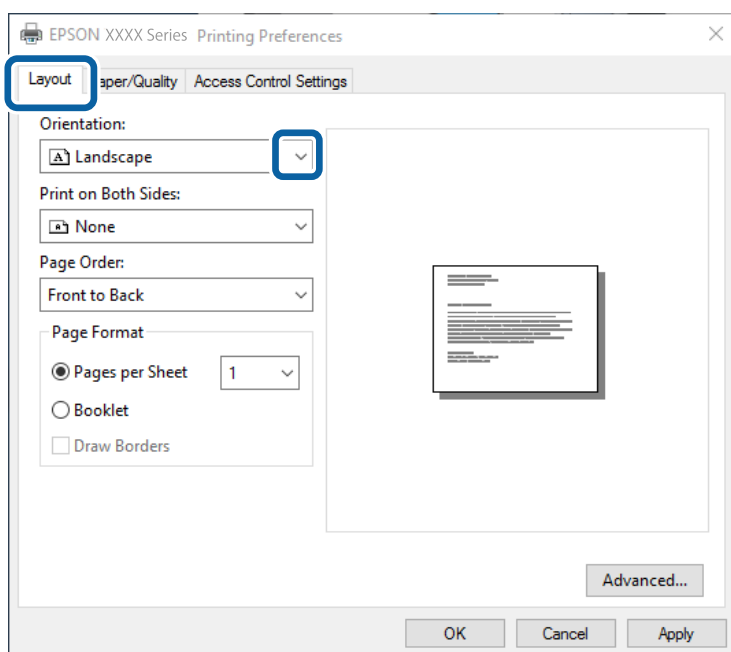 EPSON XXXX Series Printing Preferences
Layout aper/Quality Access Control Settings
Orientation:
A Landscape
Print on Both Sides:
None
Page Order:
Front to Back
Page Format
Pages per Sheet 1
Booklet
Draw Borders
Advanced...
OK Cancel Apply